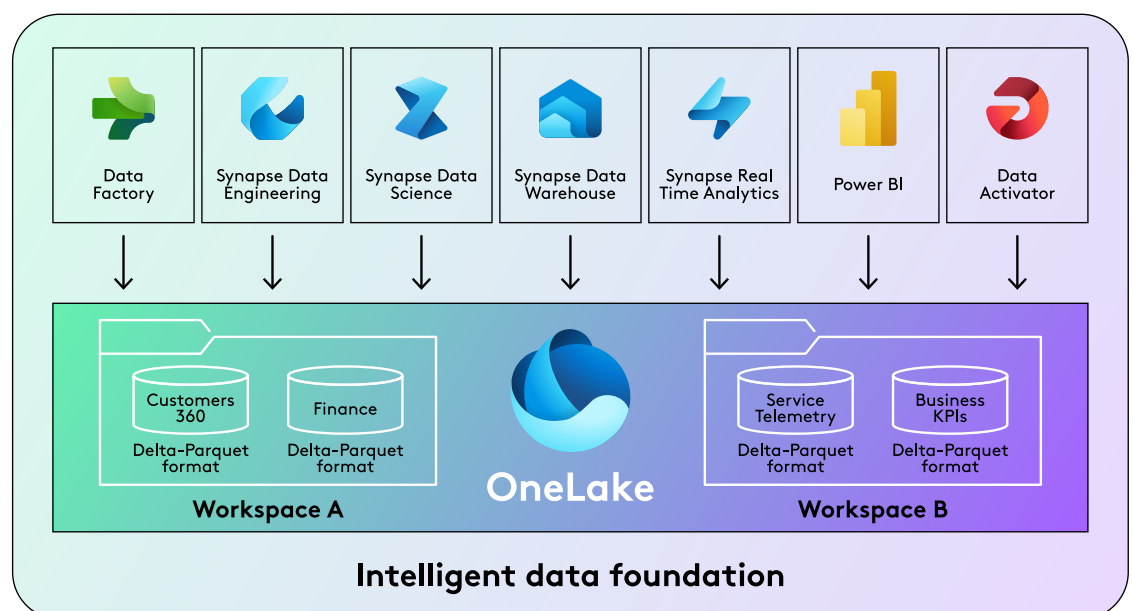 Data
Factory
Synapse Data
Engineering
Synapse Data
Science
Synapse Data
Warehouse
Synapse Real
Time Analytics
Power BI
Data
Activator
Customers
360
Delta-Parquet
format
Finance
Delta-Parquet
format
Workspace A
OneLake
Service
Telemetry
Delta-Parquet
format
Business
KPIs
Delta-Parquet
format
Workspace B
Intelligent data foundation